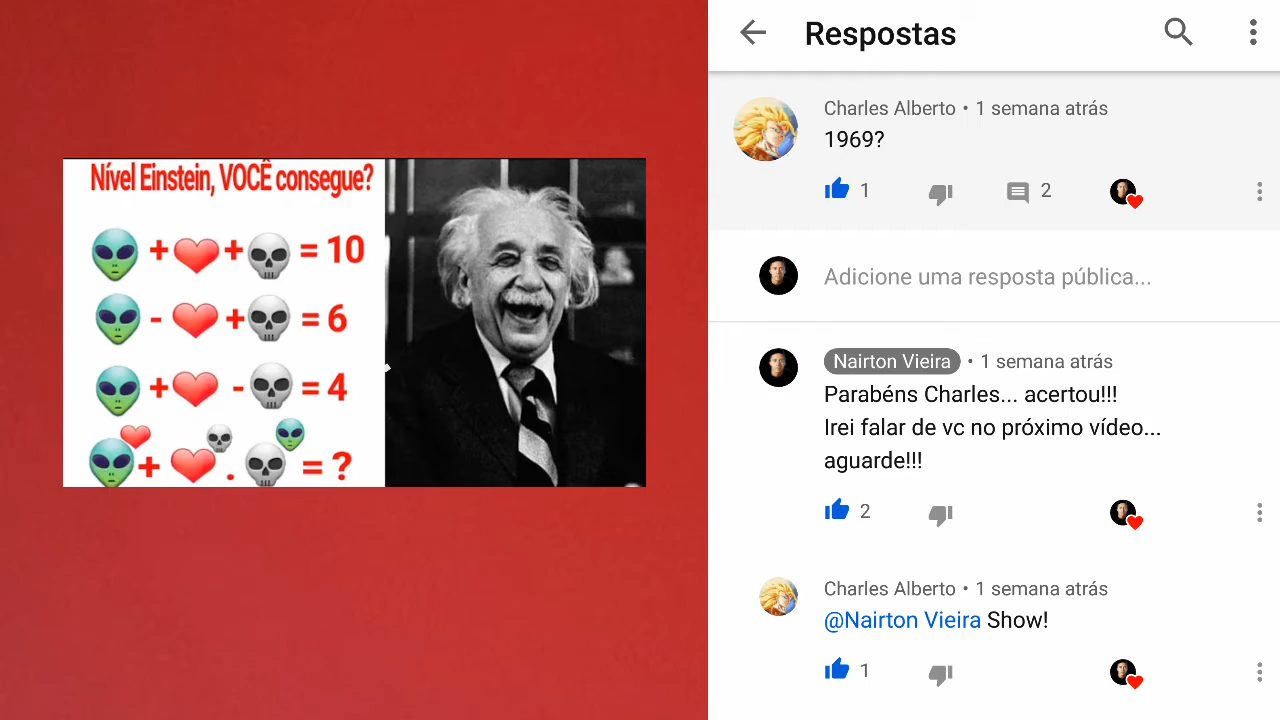 Nível Einstein, VOCÊ consegue?
👽 + ❤️ + 💀 = 10
👽 - ❤️ + 💀 = 6
👽 + ❤️ - 💀 = 4
👽^❤️ + ❤️^💀 . 💀^👽 = ?
Respostas
Charles Alberto • 1 semana atrás
1969?
1 2
Adicione uma resposta pública...
Nairton Vieira • 1 semana atrás
Parabéns Charles... acertou!!!
Irei falar de vc no próximo vídeo...
aguarde!!!
2
Charles Alberto • 1 semana atrás
@Nairton Vieira Show!
1